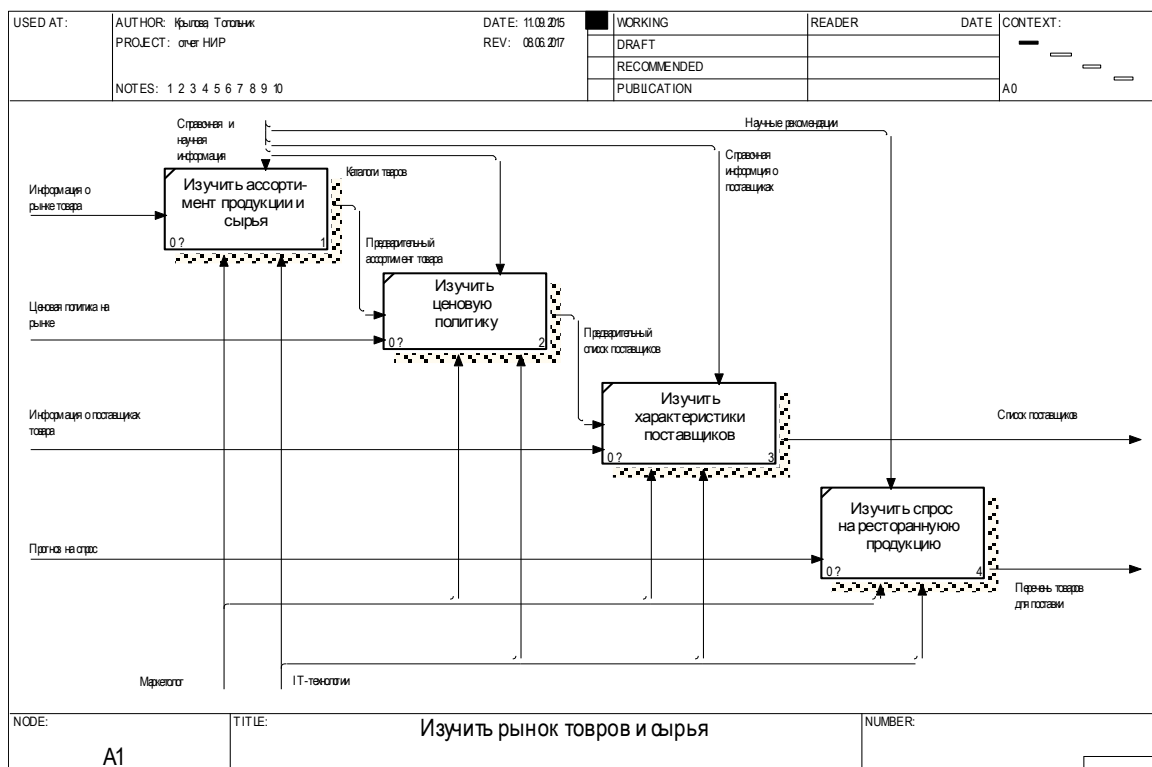 USED AT:
AUTHOR: Крылова, Топольник
DATE: 11.09.2015
PROJECT: отчет НИР
REV: 08.06.2017
NOTES: 1 2 3 4 5 6 7 8 9 10
WORKING
DRAFT
RECOMMENDED
PUBLICATION
READER
DATE
CONTEXT:
A0
Справочная и
научная
информация
Научные рекомендации
Каталоги тваров
Справочная
информация о
поставщиках
Информация о
рынке товара
Изучить ассорти-
мент продукции и
сырья
0 ?
1
Предварительный
ассортимент товара
Ценовая политика на
рынке
Изучить
ценовую
политику
0 ?
2
Предварительный
список поставщиков
Информация о поставщиках
товара
Изучить
характеристики
поставщиков
0 ?
3
Список поставщиков
Прогноз на спрос
Изучить спрос
на ресторраннуюю
продукцию
0 ?
4
Перечень товаров
для поставки
Маркетолог
IT-технологии
NODE:
A1
TITLE:
Изучить рынок товров и сырья
NUMBER: